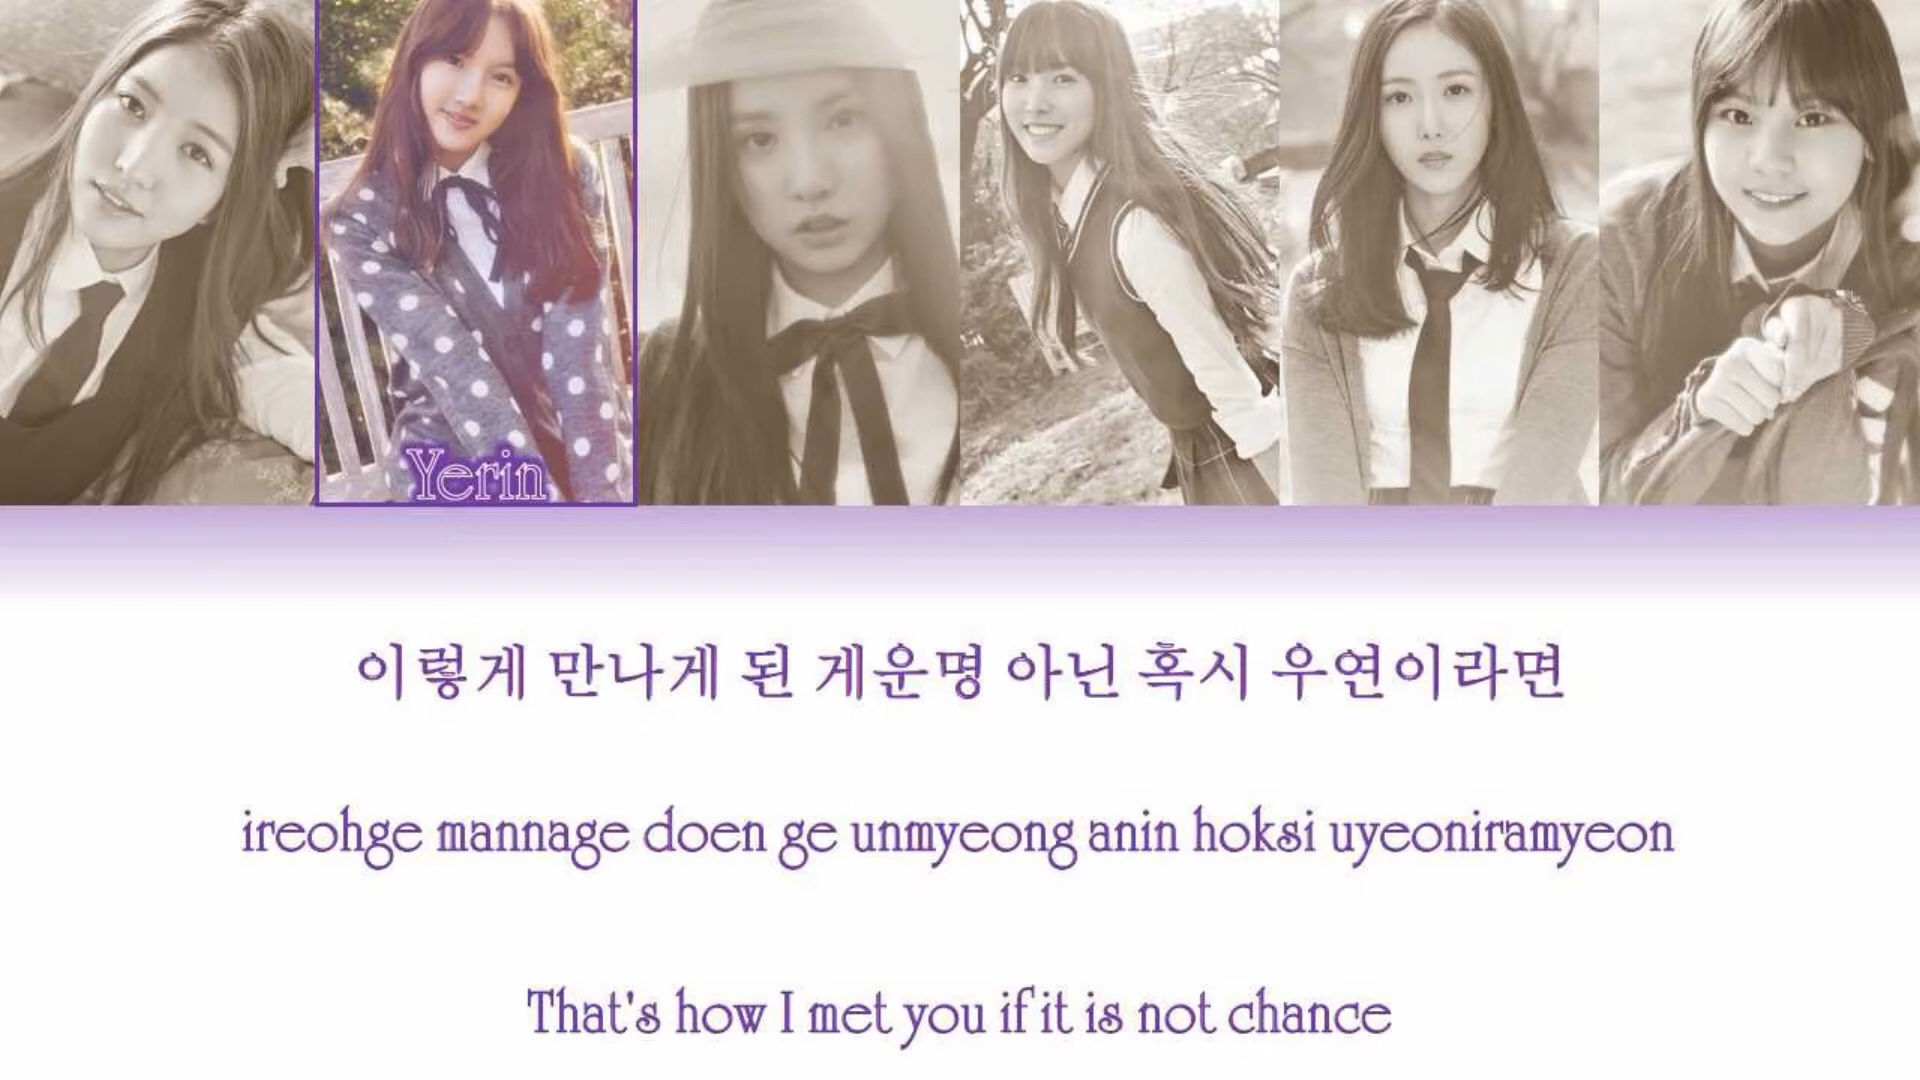 Yerin
이렇게 만나게 된 게운명 아닌 혹시 우연이라면
ireohge mannage doen ge unmyeong anin hoksi uyeoniramyeon
That's how I met you if it is not chance